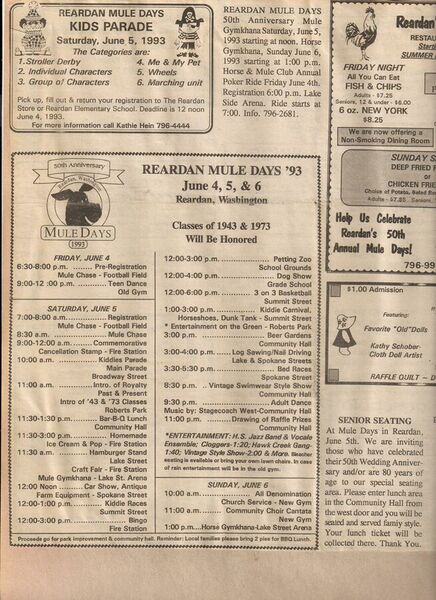 REARDAN MULE DAYS
KIDS PARADE
Saturday, June 5, 1993
The Categories are:
1. Stroller Derby
2. Individual Characters
3. Group of Characters
4. Me & My Pet
5. Wheels
6. Marching unit
Pick up, fill out & return your registration to The Reardan
Store or Reardan Elementary School. Deadline is 12 noon
June 4, 1993.
For more information call Kathie Hein 796-4444
REARDAN MULE DAYS
50th Anniversary Mule
Gymkhana Saturday, June 5,
1993 starting at noon. Horse
Gymkhana, Sunday June 6,
1993 starting at 1:00 p.m.
Horse & Mule Club Annual
Poker Ride Friday June 4th.
Registration 6:00 p.m. Lake
Side Arena. Ride starts at
7:00. Info. 796-2681.
Reardan
RESTAU
Starti
SUMMER
FRIDAY NIGHT
All You Can Eat
FISH & CHIPS
Adults - $7.25
Seniors, 12 & under - $6.00
6 oz. NEW YORK
$8.25
We are now offering a
Non-Smoking Dining Room
SUNDAY S
DEEP FRIED F
or
CHICKEN FRIE
Choice of Potato, Salad
Adults - $7.85
Help Us Celebrate
Reardan's 50th
Annual Mule Days!
796-99
50th Anniversary
Reardan, Washington
MULE DAYS
1993
REARDAN MULE DAYS '93
June 4, 5, & 6
Reardan, Washington
Classes of 1943 & 1973
Will Be Honored
FRIDAY, JUNE 4
6:30-8:00 p.m. ....... Pre-Registration
Mule Chase - Football Field
9:00-12:00 p.m. ........ Teen Dance
Old Gym
SATURDAY, JUNE 5
7:00-8:00 a.m. .......... Registration
Mule Chase - Football Field
8:30 a.m. .......... Mule Chase
9:00-12:00 a.m. ..... Commemorative
Cancellation Stamp - Fire Station
10:00 a.m. ........ Kiddies Parade
Main Parade
Broadway Street
11:00 a.m. ........ Intro. of Royalty
Past & Present
Intro of '43 & '73 Classes
Roberts Park
11:30-1:30 p.m. ....... Bar-B-Q Lunch
Community Hall
11:30-3:00 p.m. ......... Homemade
Ice Cream & Pop - Fire Station
11:30 a.m. ........ Hamburger Stand
Lake Street
Craft Fair - Fire Station
Mule Gymkhana - Lake St. Arena
12:00 Noon ...... Car Show, Antique
Farm Equipment - Spokane Street
12:00-1:00 p.m. ....... Kiddie Races
Summit Street
12:00-3:00 p.m. ............ Bingo
Fire Station
12:00-3:00 p.m. ........... Petting Zoo
School Grounds
12:00-4:00 p.m. ........... Dog Show
Grade School
12:00-6:00 p.m. ....... 3 on 3 Basketball
Summit Street
1:00-3:00 p.m. ....... Kiddie Carnival,
Horseshoes, Dunk Tank - Summit Street
* Entertainment on the Green - Roberts Park
3:00 p.m. ............ Beer Gardens
Community Hall
3:00-4:00 p.m. ..... Log Sawing/Nail Driving
Lake & Spokane Streets
3:30-5:30 p.m. ............ Bed Races
Spokane Street
8:30 p.m. .. Vintage Swimwear Style Show
Community Hall
9:30 p.m. ............ Adult Dance
Music by: Stagecoach West-Community Hall
11:00 p.m. ...... Drawing of Raffle Prizes
Community Hall
*ENTERTAINMENT: H.S. Jazz Band & Vocale
Ensemble; Cloggers-1:20; Hawk Creek Gang-
1:40; Vintage Style Show-2:00 & More. Bleacher
seating is available or bring your own lawn chairs. In case
of rain entertainment will be in the old gym.
SUNDAY, JUNE 6
10:00 a.m. ......... All Denomination
Church Service - New Gym
11:00 a.m. ...... Community Choir Cantata
New Gym
1:00 p.m. ...Horse Gymkhana-Lake Street Arena
Proceeds go for park improvement & community hall. Reminder: Local families please bring 2 pies for BBQ Lunch.
$1.00 Admission
Featuring:
Favorite "Old" Dolls
Kathy Schober
Cloth Doll Artist
RAFFLE QUILT ~ D
SENIOR SEATING
At Mule Days in Reardan,
June 5th. We are inviting
those who have celebrated
their 50th Wedding Anniver-
sary and/or are 80 years of
age to our special seating
area. Please enter lunch area
in the Community Hall from
the west door and you will be
seated and served famiy style.
Your lunch ticket will be
collected there. Thank You.